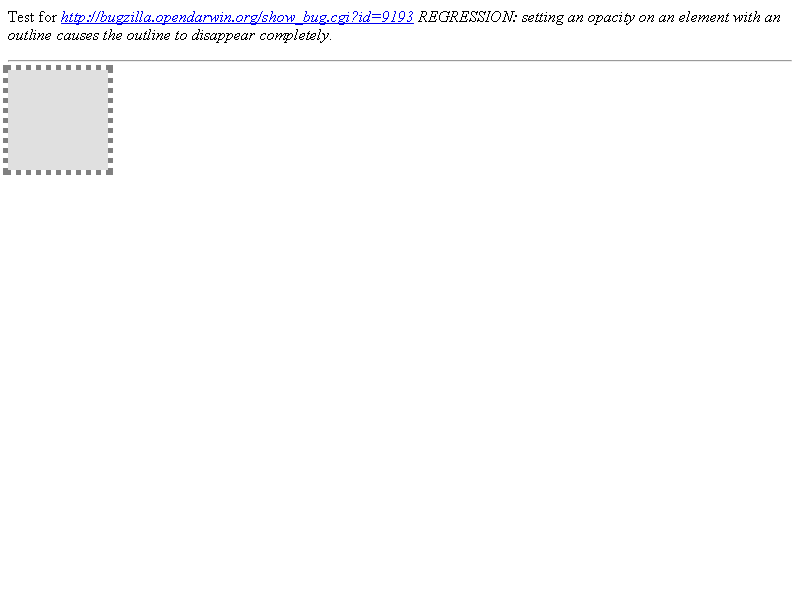 Test for http://bugzilla.opendarwin.org/show_bug.cgi?id=9193 REGRESSION: setting an opacity on an element with an
outline causes the outline to disappear completely.